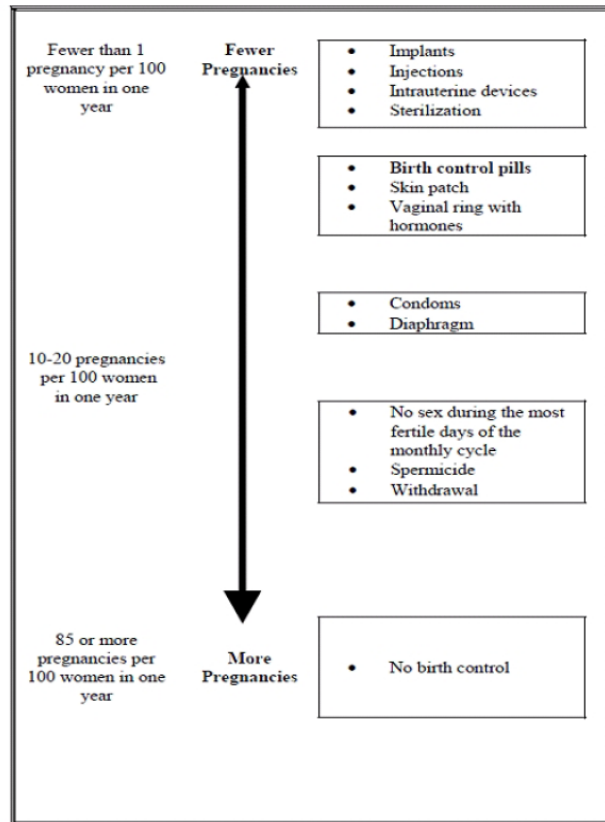 Fewer than 1
pregnancy per 100
women in one
year
Fewer
Pregnancies
• Implants
• Injections
• Intrauterine devices
• Sterilization
• Birth control pills
• Skin patch
• Vaginal ring with
hormones
• Condoms
• Diaphragm
10-20 pregnancies
per 100 women
in one year
• No sex during the most
fertile days of the
monthly cycle
• Spermicide
• Withdrawal
85 or more
pregnancies per
100 women in one
year
More
Pregnancies
• No birth control